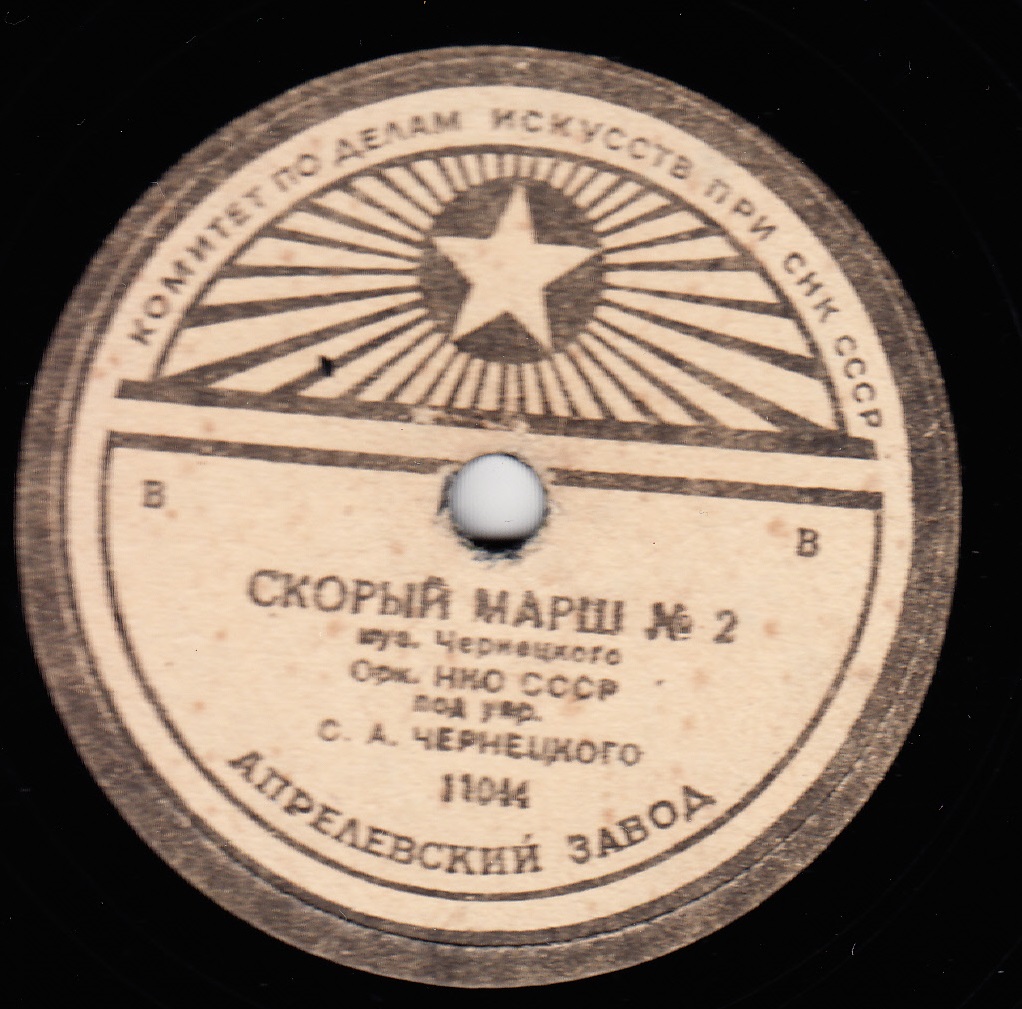 КОМИТЕТ ПО ДЕЛАМ ИСКУССТВ ПРИ СНК СССР
В
В
СКОРЫЙ МАРШ № 2
муз. Чернецкого
Орк. НКО СССР
под упр.
С. А. ЧЕРНЕЦКОГО
11044
АПРЕЛЕВСКИЙ ЗАВОД